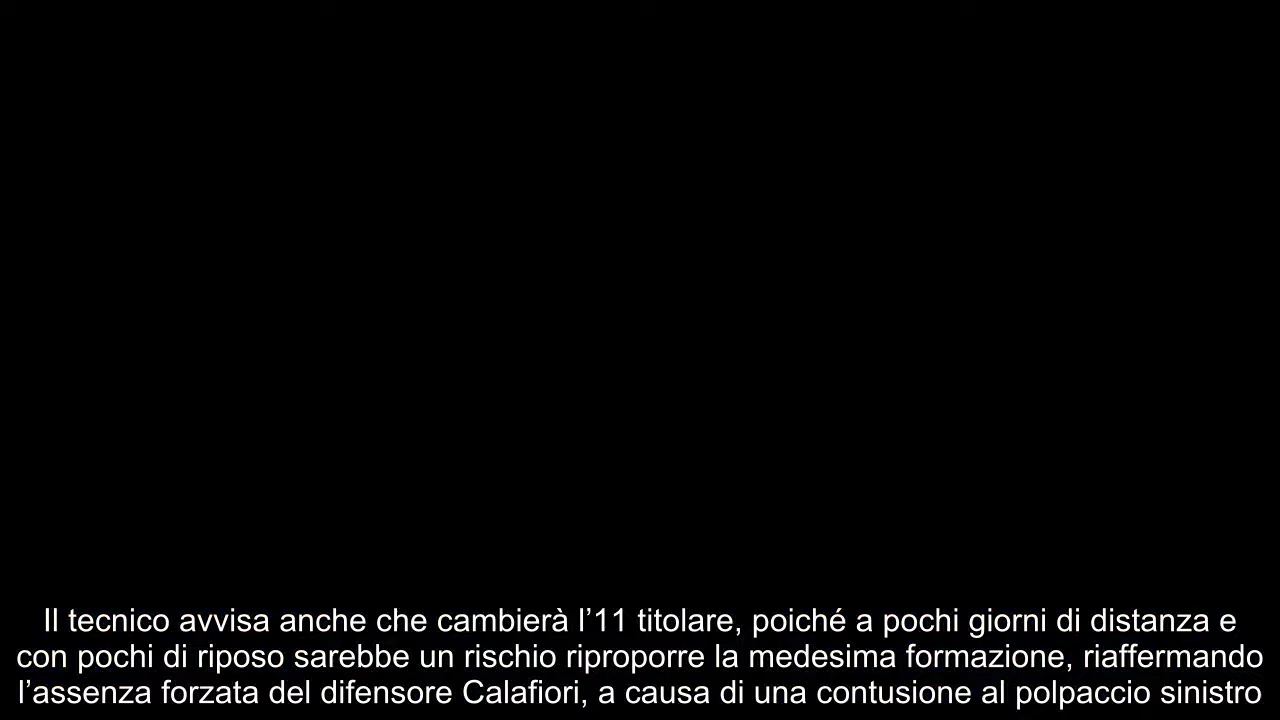 Il tecnico avvisa anche che cambierà l’11 titolare, poiché a pochi giorni di distanza e
con pochi di riposo sarebbe un rischio riproporre la medesima formazione, riaffermando
l’assenza forzata del difensore Calafiori, a causa di una contusione al polpaccio sinistro